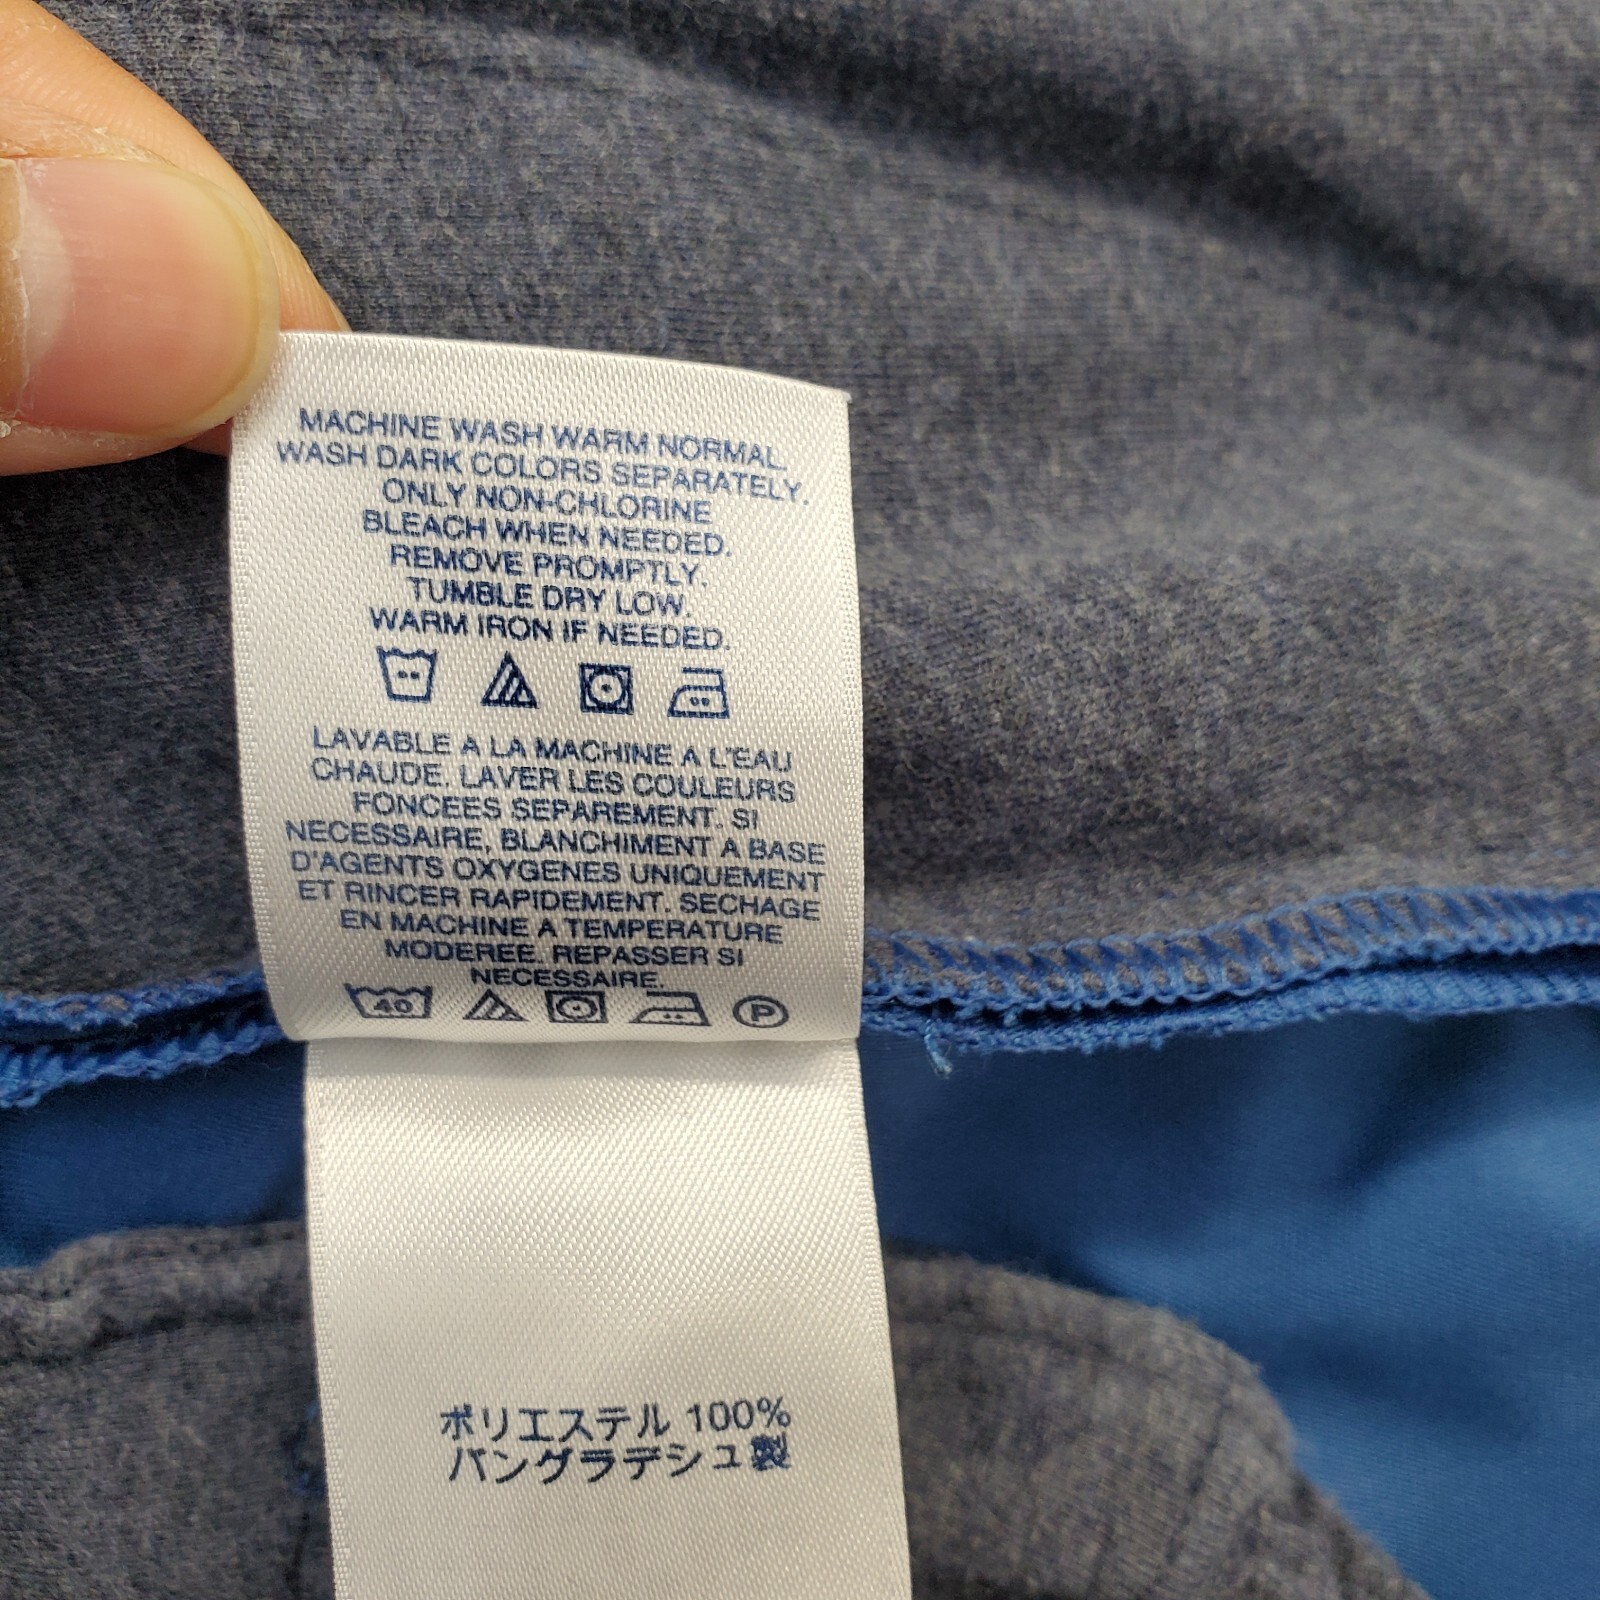 MACHINE WASH WARM NORMAL.
WASH DARK COLORS SEPARATELY.
ONLY NON-CHLORINE
BLEACH WHEN NEEDED.
REMOVE PROMPTLY.
TUMBLE DRY LOW.
WARM IRON IF NEEDED.
LAVABLE A LA MACHINE A L'EAU
CHAUDE. LAVER LES COULEURS
FONCEES SEPAREMENT. SI
NECESSAIRE, BLANCHIMENT A BASE
D'AGENTS OXYGENES UNIQUEMENT
ET RINCER RAPIDEMENT. SECHAGE
EN MACHINE A TEMPERATURE
MODEREE. REPASSER SI
NECESSAIRE.
40 P
ポリエステル 100%
バングラデシュ製